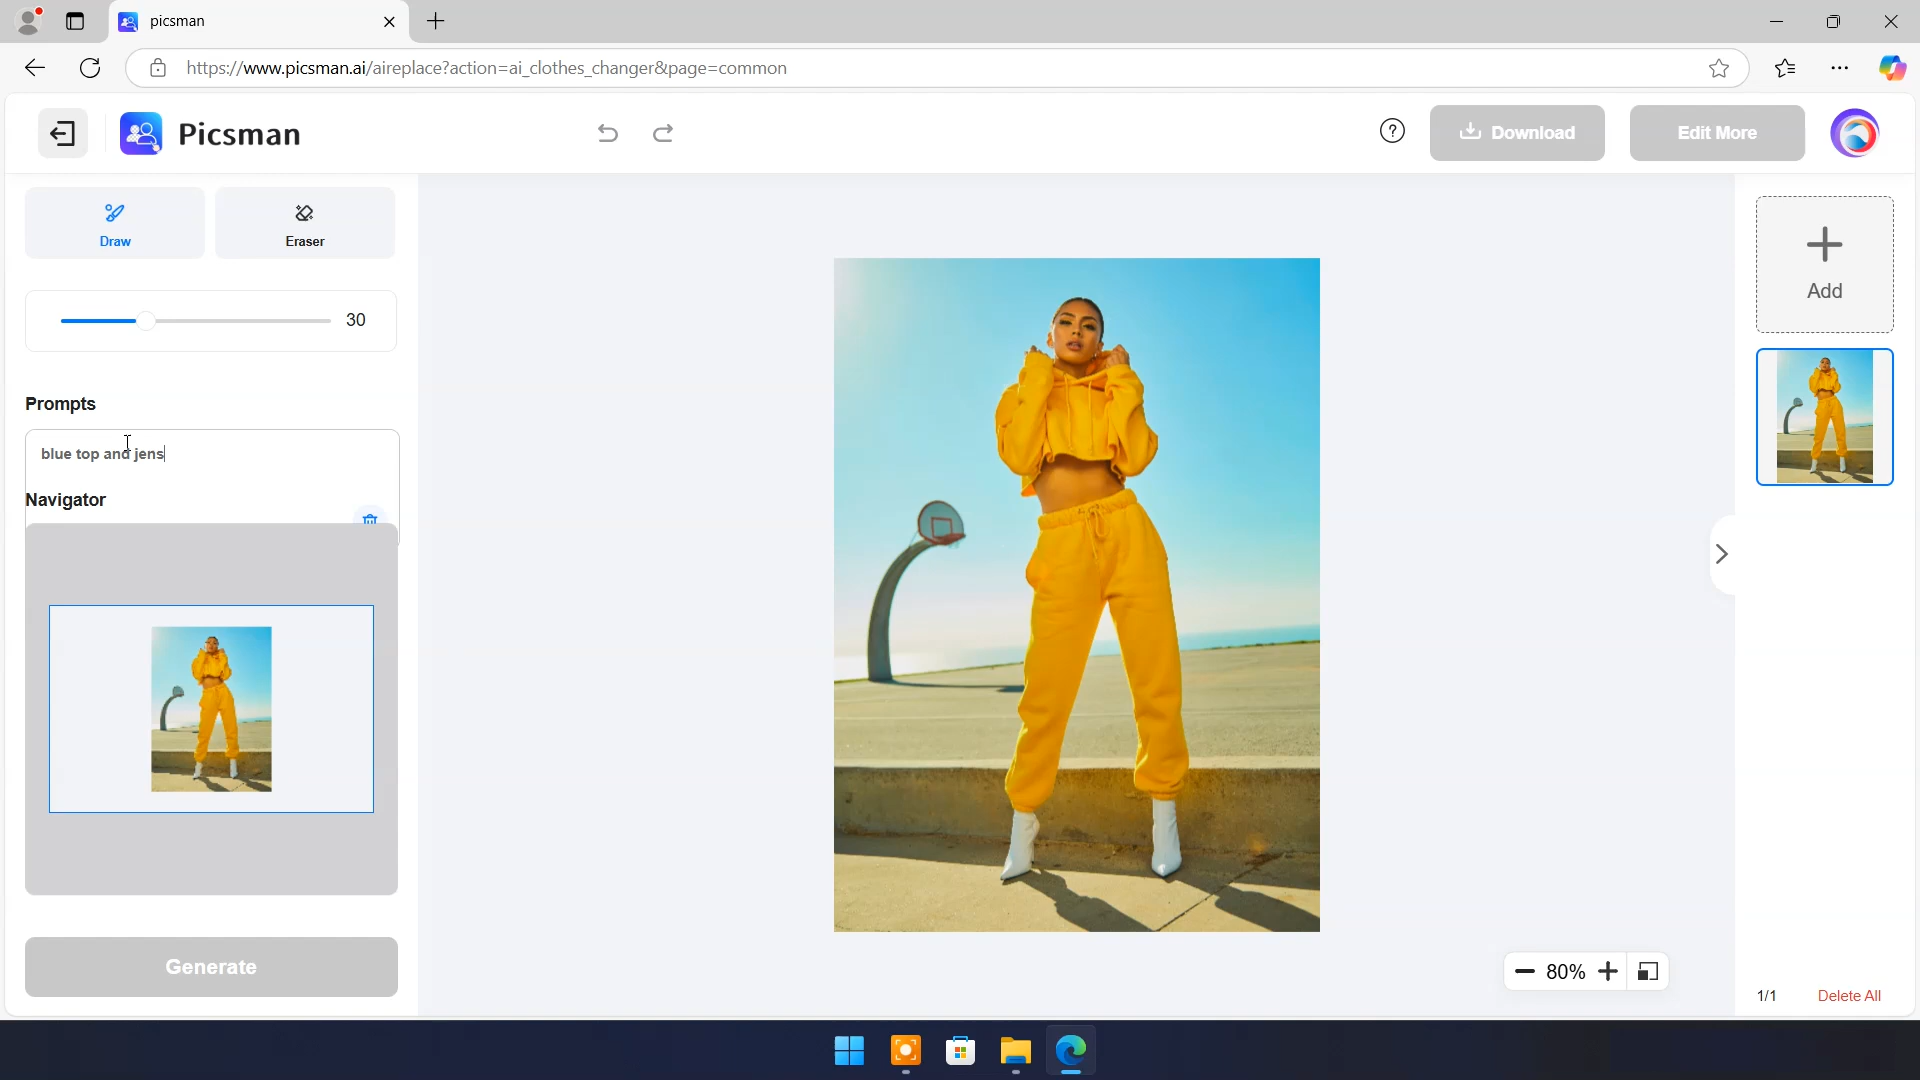 picsman
https://www.picsman.ai/aireplace?action=ai_clothes_changer&page=common
Picsman
Download
Edit More
Draw
Eraser
30
Prompts
blue top and jens
Navigator
Generate
Add
80%
1/1
Delete All